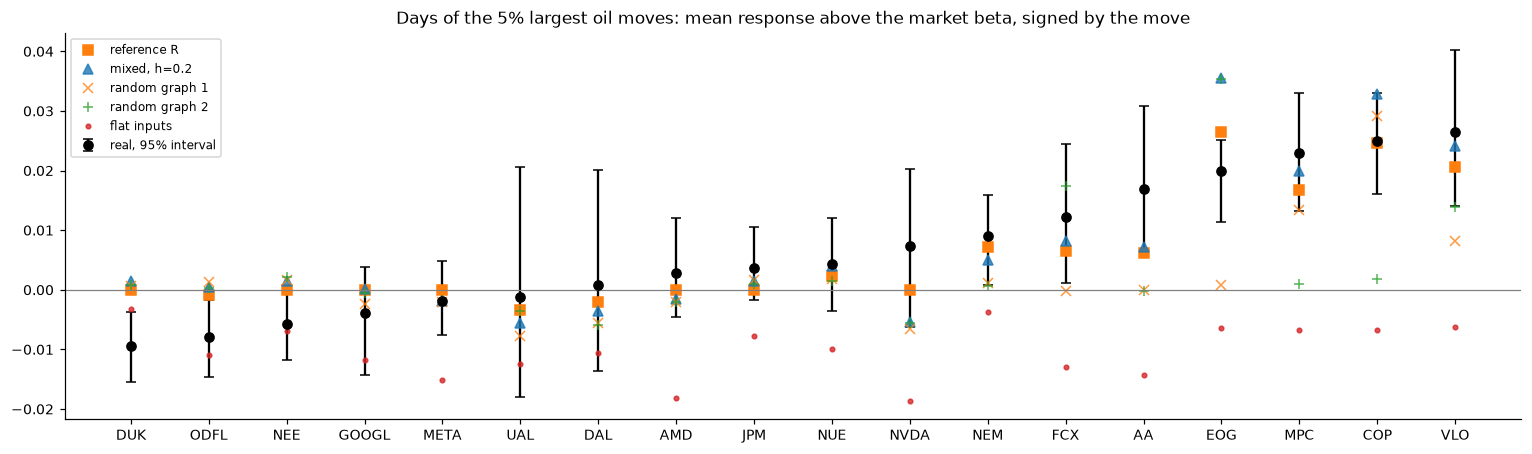 Days of the 5% largest oil moves: mean response above the market beta, signed by the move
reference R
mixed, h=0.2
random graph 1
random graph 2
flat inputs
real, 95% interval
0.04
0.03
0.02
0.01
0.00
−0.01
−0.02
DUK ODFL NEE GOOGL META UAL DAL AMD JPM NUE NVDA NEM FCX AA EOG MPC COP VLO